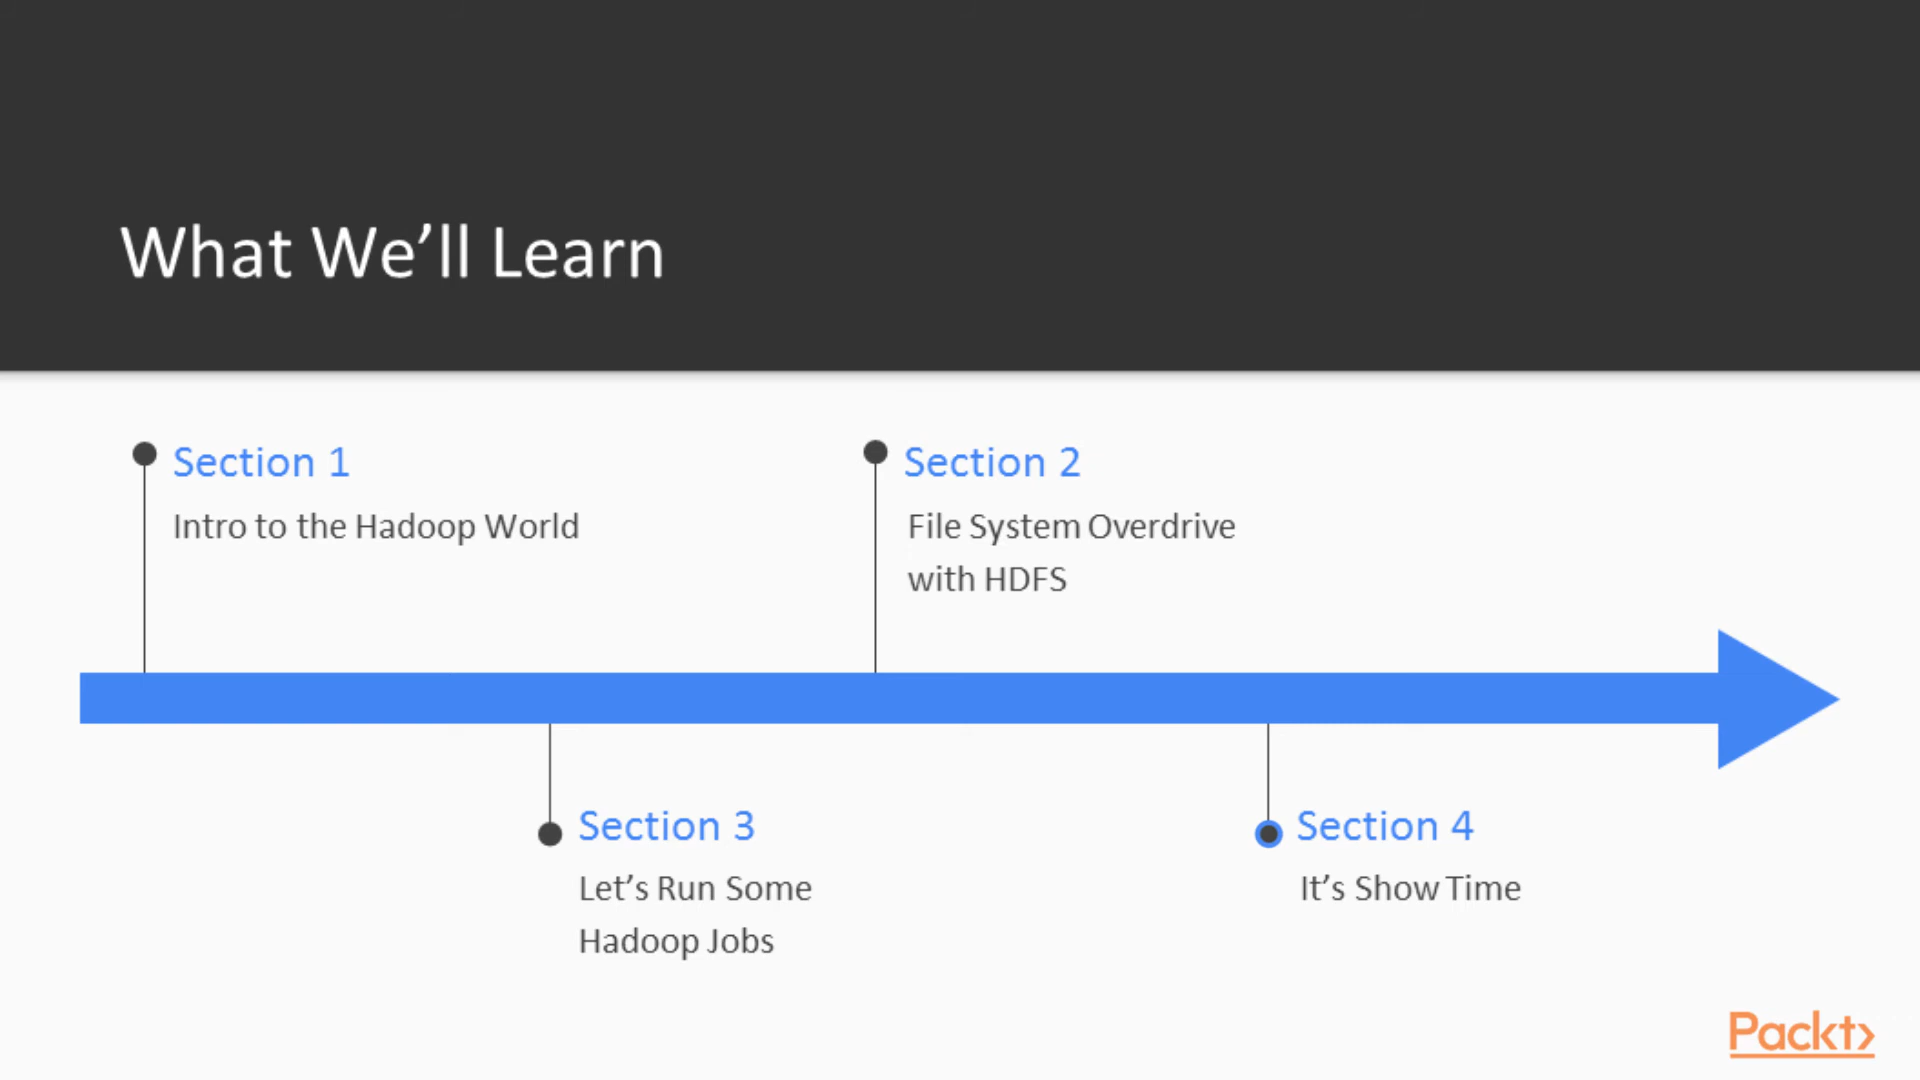 What We’ll Learn
Section 1
Intro to the Hadoop World
Section 2
File System Overdrive
with HDFS
Section 3
Let’s Run Some
Hadoop Jobs
Section 4
It’s Show Time
Packt>